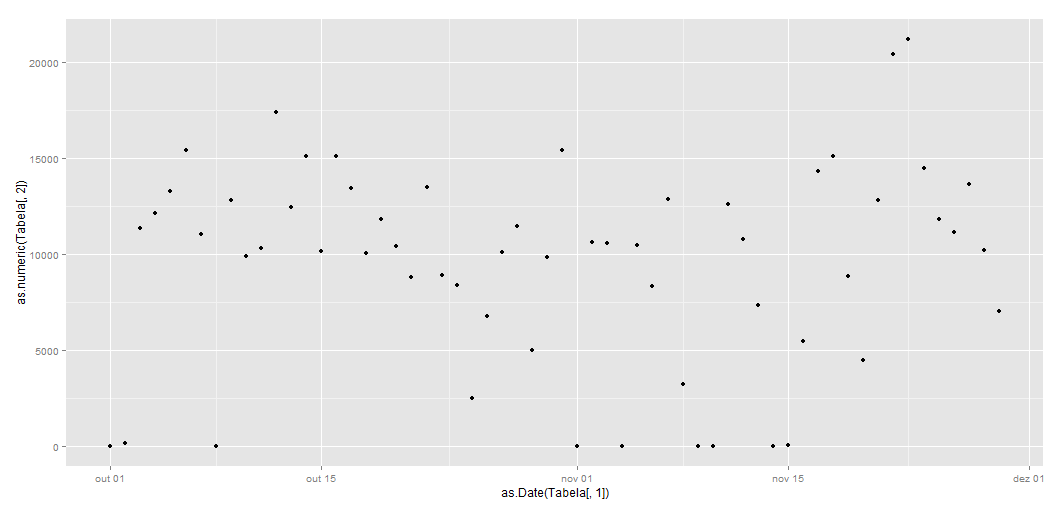 as.numeric(Tabela[, 2])
20000
15000
10000
5000
0
out 01
out 15
nov 01
nov 15
dez 01
as.Date(Tabela[, 1])